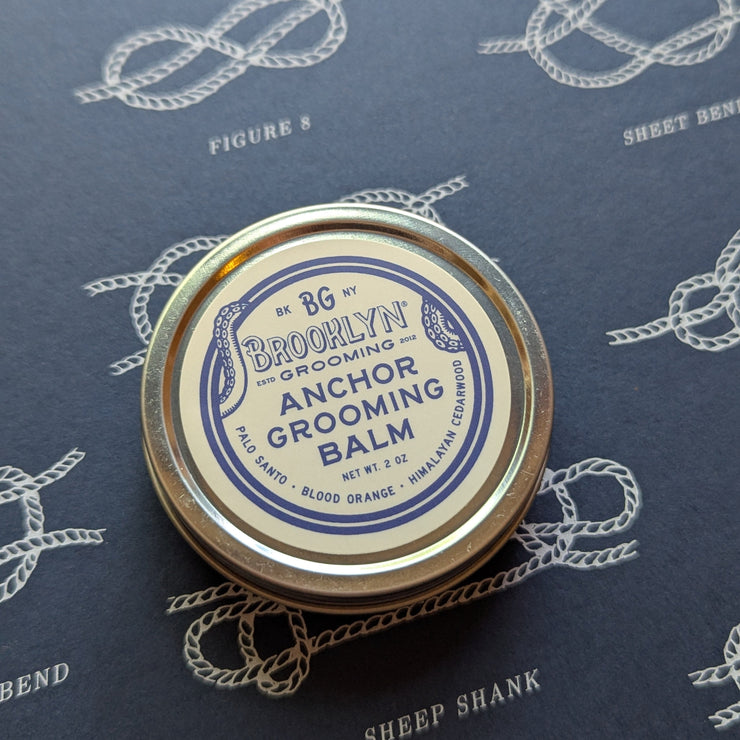 FIGURE 8
SHEET BEND
BK BG NY
BROOKLYN®
ESTD GROOMING 2012
ANCHOR
GROOMING
BALM
NET WT. 2 OZ
PALO SANTO • BLOOD ORANGE • HIMALAYAN CEDARWOOD
BEND
SHEEP SHANK